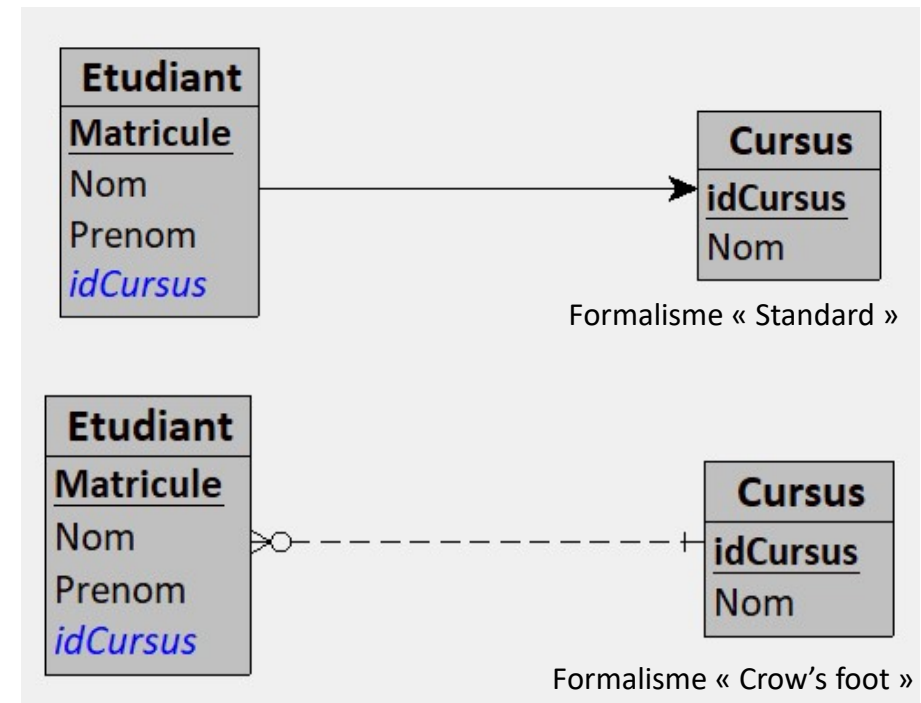 Etudiant
Matricule
Nom
Prenom
idCursus
Cursus
idCursus
Nom
Formalisme « Standard »
Etudiant
Matricule
Nom
Prenom
idCursus
Cursus
idCursus
Nom
Formalisme « Crow’s foot »